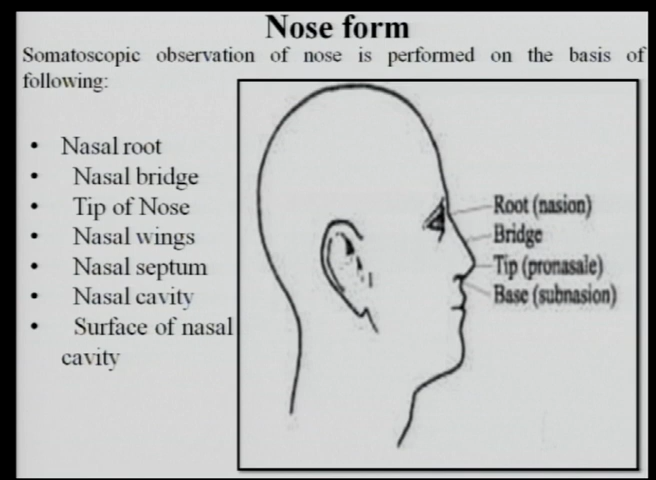 Nose form
Somatoscopic observation of nose is performed on the basis of
following:
• Nasal root
• Nasal bridge
• Tip of Nose
• Nasal wings
• Nasal septum
• Nasal cavity
• Surface of nasal
cavity
Root (nasion)
Bridge
Tip (pronasale)
Base (subnasion)